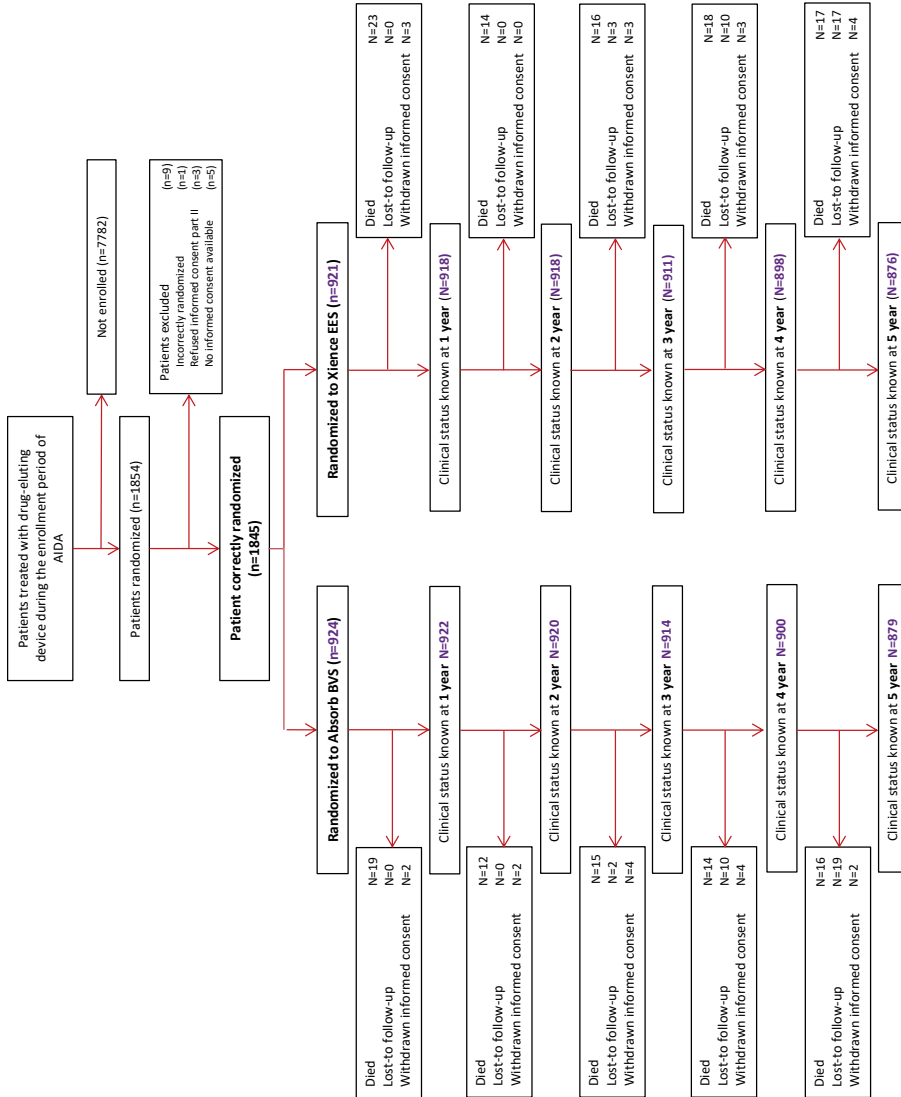 Patients treated with drug-eluting
device during the enrollment period of
AIDA
Not enrolled (n=7782)
Patients randomized (n=1854)
Patients excluded (n=9)
Incorrectly randomized (n=1)
Refused informed consent part II (n=3)
No informed consent available (n=5)
Patient correctly randomized
(n=1845)
Randomized to Absorb BVS (n=924)
Randomized to Xience EES (n=921)
Died N=19
Lost-to follow-up N=0
Withdrawn informed consent N=2
Died N=23
Lost-to follow-up N=0
Withdrawn informed consent N=3
Clinical status known at 1 year N=922
Clinical status known at 1 year (N=918)
Died N=12
Lost-to follow-up N=0
Withdrawn informed consent N=2
Died N=14
Lost-to follow-up N=0
Withdrawn informed consent N=0
Clinical status known at 2 year N=920
Clinical status known at 2 year (N=918)
Died N=15
Lost-to follow-up N=2
Withdrawn informed consent N=4
Died N=16
Lost-to follow-up N=3
Withdrawn informed consent N=3
Clinical status known at 3 year N=914
Clinical status known at 3 year (N=911)
Died N=14
Lost-to follow-up N=10
Withdrawn informed consent N=4
Died N=18
Lost-to follow-up N=10
Withdrawn informed consent N=3
Clinical status known at 4 year N=900
Clinical status known at 4 year (N=898)
Died N=16
Lost-to follow-up N=19
Withdrawn informed consent N=2
Died N=17
Lost-to follow-up N=17
Withdrawn informed consent N=4
Clinical status known at 5 year N=879
Clinical status known at 5 year (N=876)